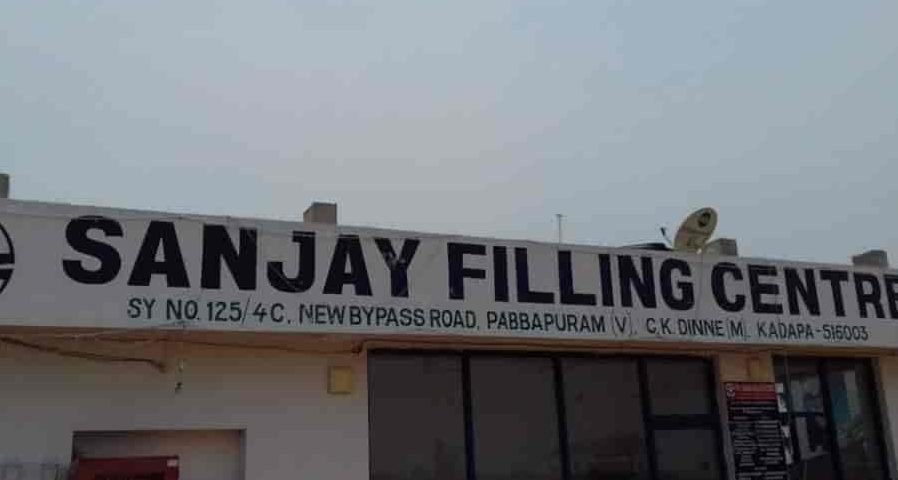 SANJAY FILLING CENTRE
SY NO. 125/4C, NEW BYPASS ROAD, PABBAPURAM (V), C.K. DINNE (M), KADAPA-516003